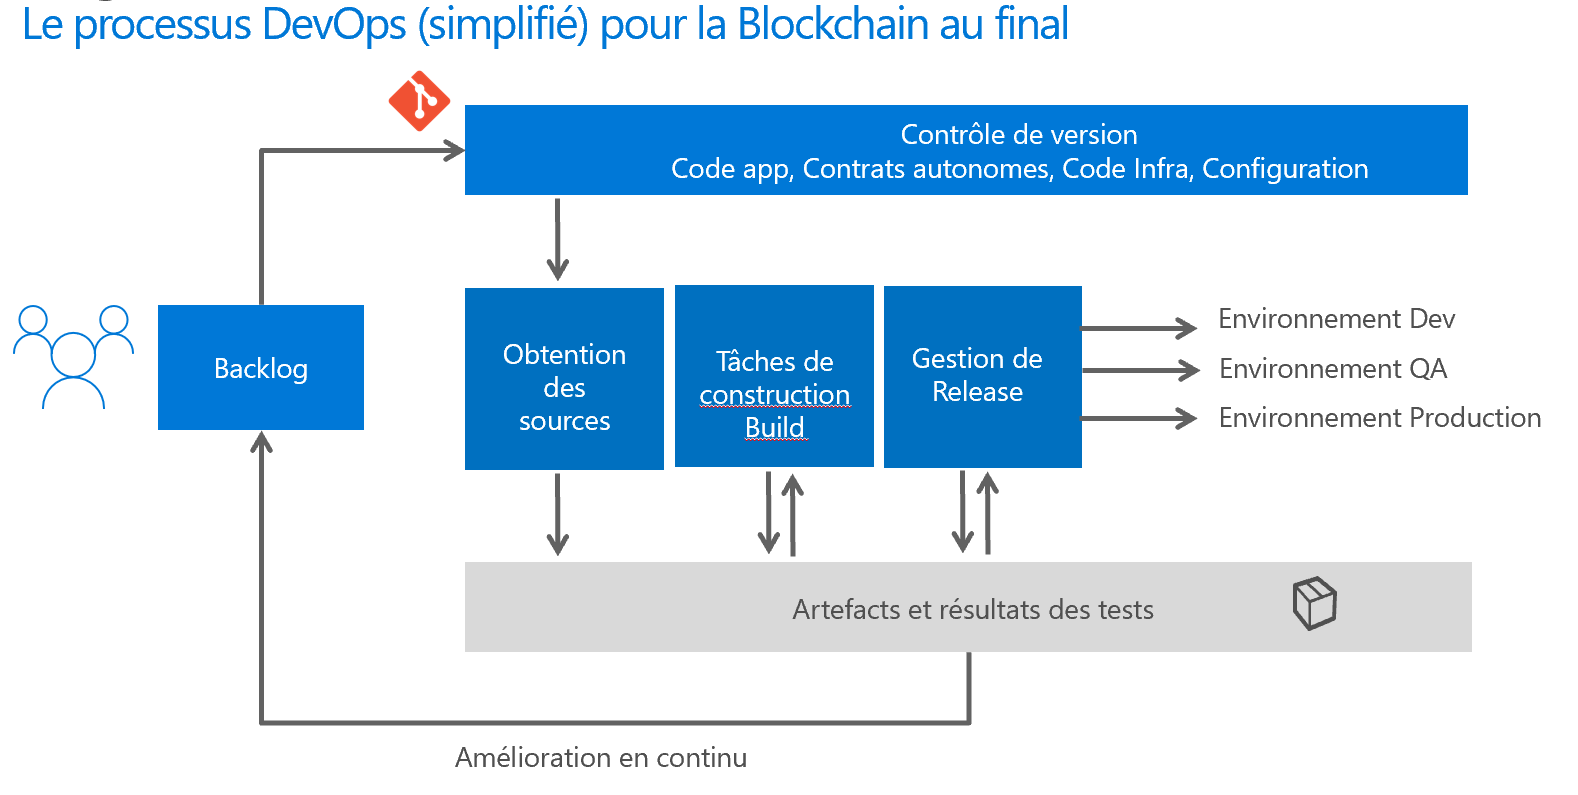 Le processus DevOps (simplifié) pour la Blockchain au final
Contrôle de version
Code app, Contrats autonomes, Code Infra, Configuration
Backlog
Obtention
des
sources
Tâches de
construction
Build
Gestion de
Release
Environnement Dev
Environnement QA
Environnement Production
Artefacts et résultats des tests
Amélioration en continu